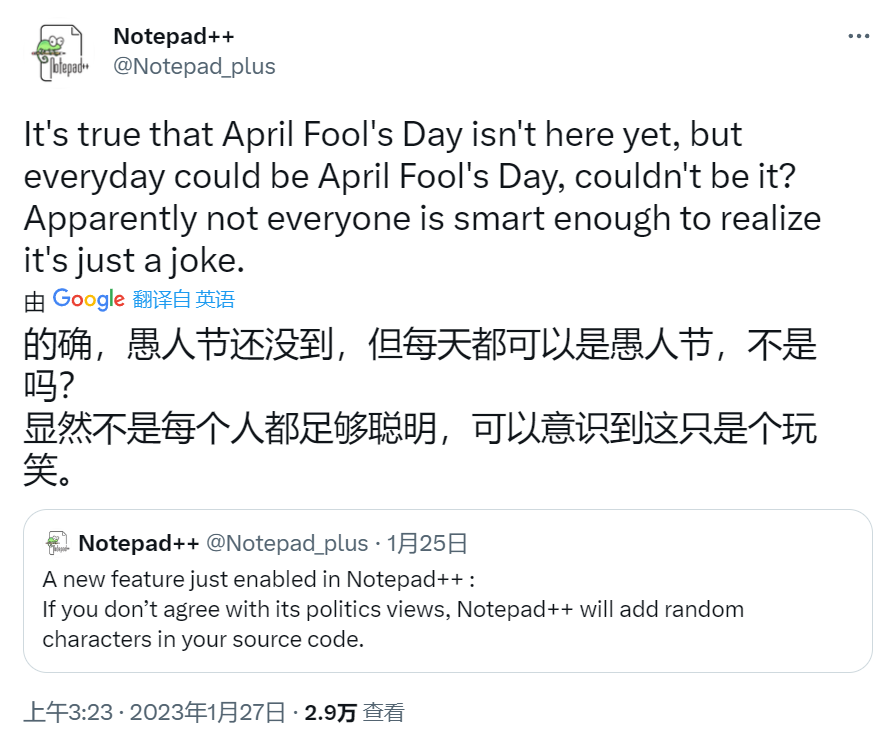 Notepad++
Notepad++
@Notepad_plus
It's true that April Fool's Day isn't here yet, but
everyday could be April Fool's Day, couldn't be it?
Apparently not everyone is smart enough to realize
it's just a joke.
由 Google 翻译自 英语
的确，愚人节还没到，但每天都可以是愚人节，不是
吗？
显然不是每个人都足够聪明，可以意识到这只是个玩
笑。
Notepad++ @Notepad_plus · 1月25日
A new feature just enabled in Notepad++ :
If you don’t agree with its politics views, Notepad++ will add random
characters in your source code.
上午3:23 · 2023年1月27日 · 2.9万 查看